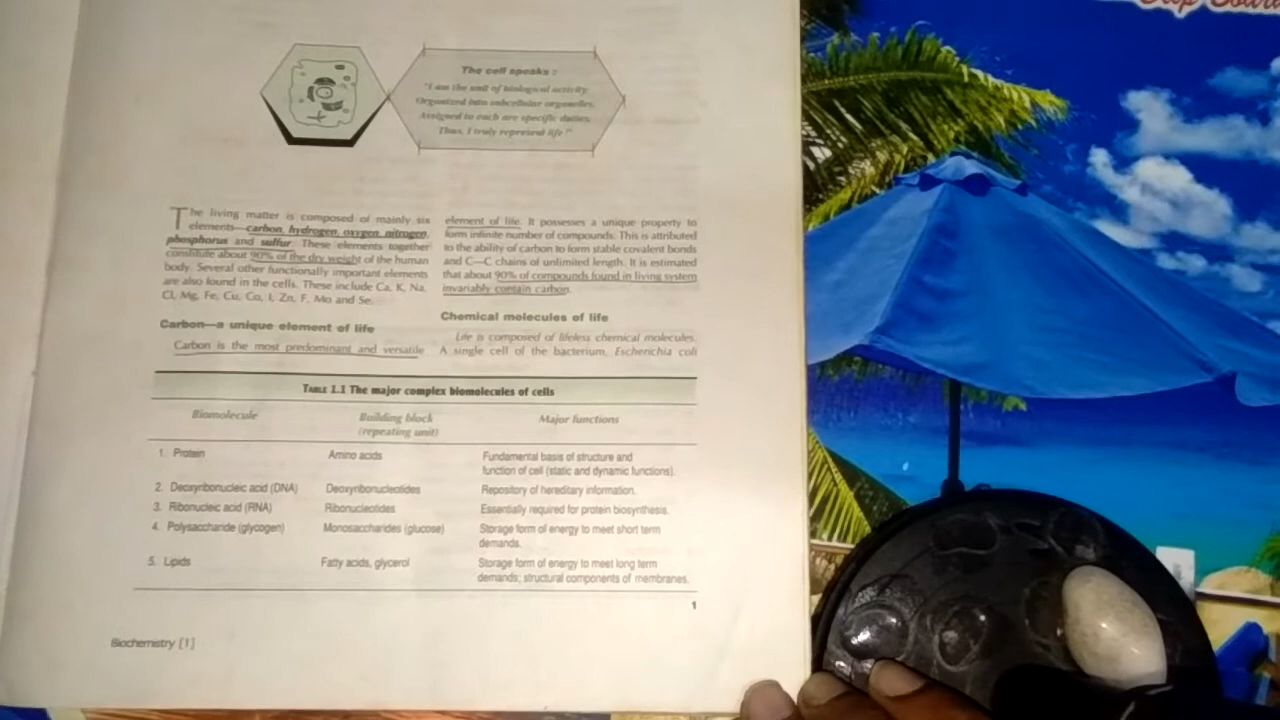 The cell speaks :
"I am the unit of biological activity,
Organized into subcellular organelles,
Assigned to each are specific duties,
Thus, I truly represent life !"
The living matter is composed of mainly six
elements—carbon, hydrogen, oxygen, nitrogen,
phosphorus and sulfur. These elements together
constitute about 90% of the dry weight of the human
body. Several other functionally important elements
are also found in the cells. These include Ca, K, Na,
Cl, Mg, Fe, Cu, Co, I, Zn, F, Mo and Se.
Carbon—a unique element of life
Carbon is the most predominant and versatile
element of life. It possesses a unique property to
form infinite number of compounds. This is attributed
to the ability of carbon to form stable covalent bonds
and C—C chains of unlimited length. It is estimated
that about 90% of compounds found in living system
invariably contain carbon.
Chemical molecules of life
Life is composed of lifeless chemical molecules.
A single cell of the bacterium, Escherichia coli
TABLE 1.1 The major complex biomolecules of cells
Biomolecule Building block Major functions
(repeating unit)
1. Protein Amino acids Fundamental basis of structure and
function of cell (static and dynamic functions).
2. Deoxyribonucleic acid (DNA) Deoxyribonucleotides Repository of hereditary information.
3. Ribonucleic acid (RNA) Ribonucleotides Essentially required for protein biosynthesis.
4. Polysaccharide (glycogen) Monosaccharides (glucose) Storage form of energy to meet short term
demands.
5. Lipids Fatty acids, glycerol Storage form of energy to meet long term
demands; structural components of membranes.
1
Biochemistry [1]